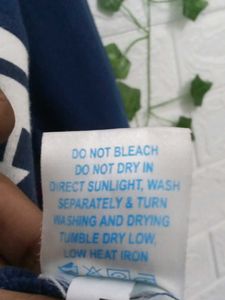 DO NOT BLEACH
DO NOT DRY IN
DIRECT SUNLIGHT, WASH
SEPARATELY & TURN
WASHING AND DRYING
TUMBLE DRY LOW,
LOW HEAT IRON